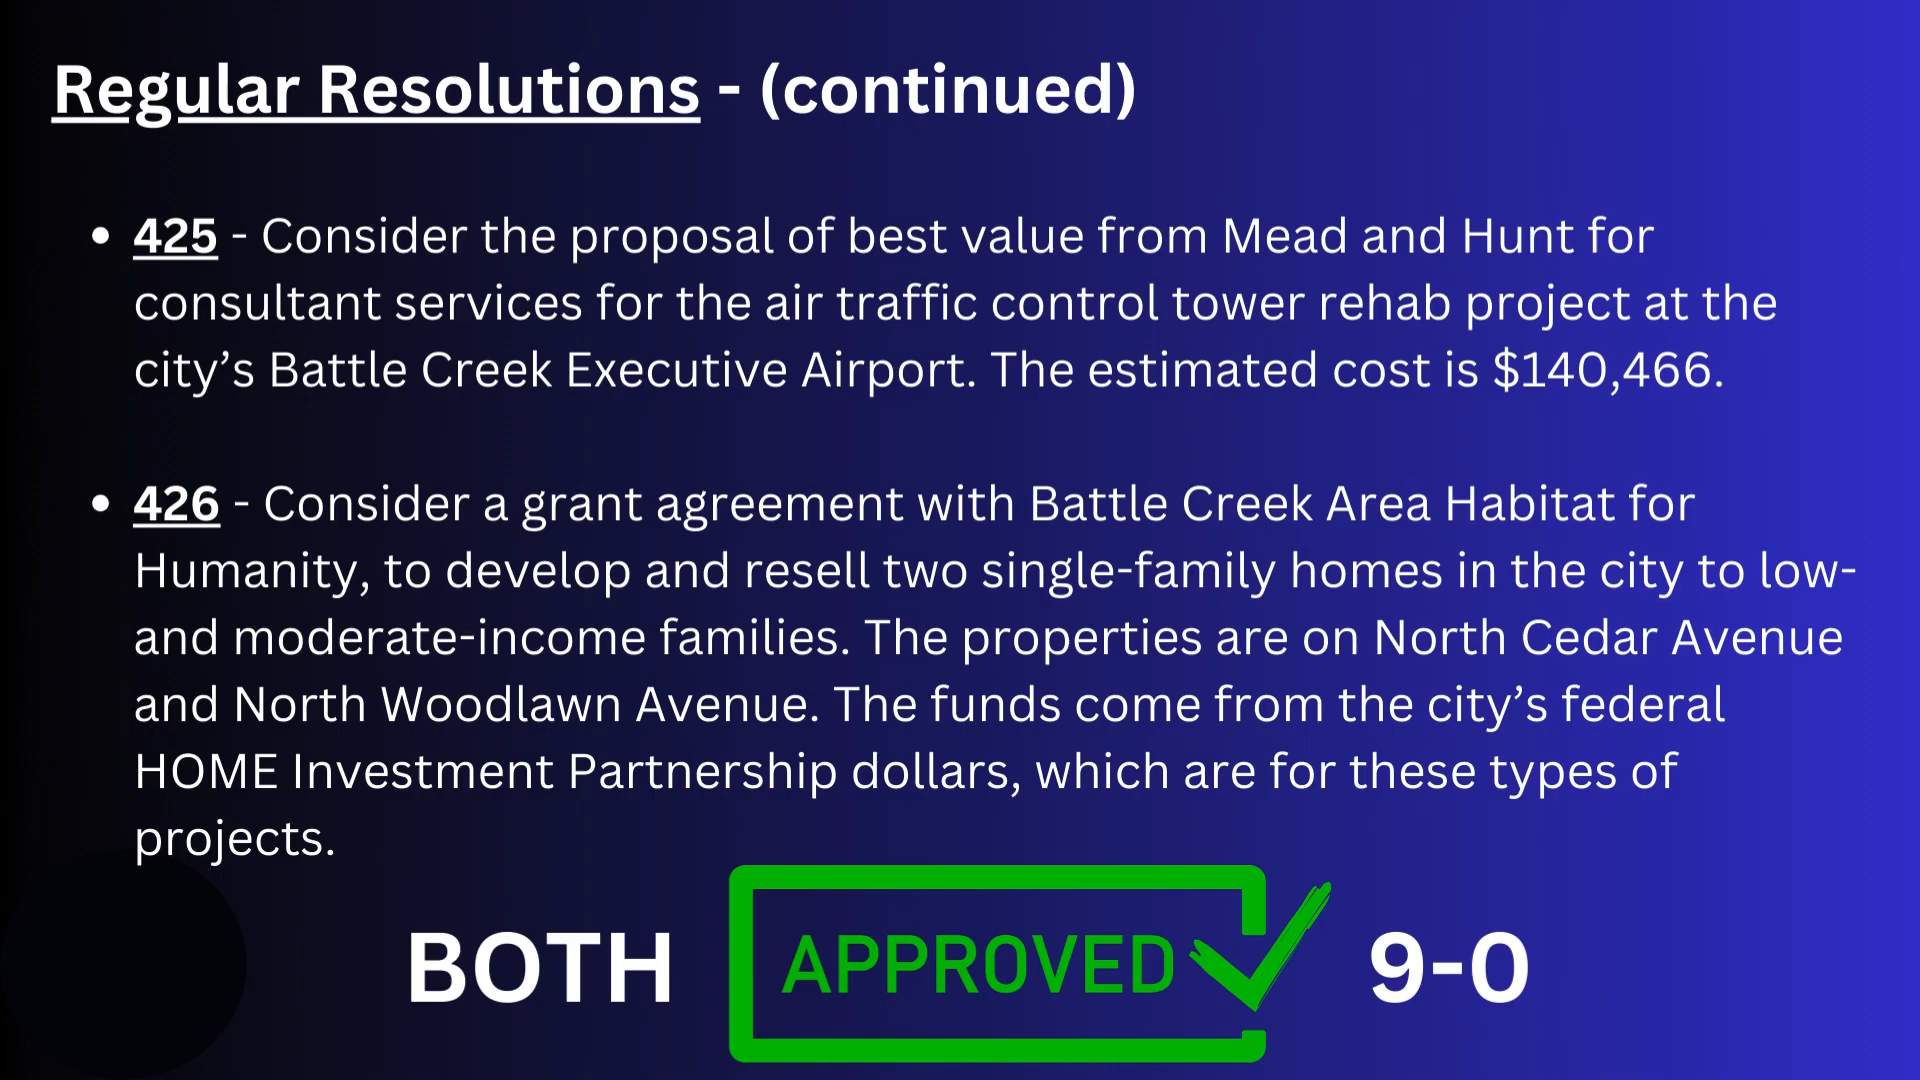 Regular Resolutions - (continued)
• 425 - Consider the proposal of best value from Mead and Hunt for
consultant services for the air traffic control tower rehab project at the
city’s Battle Creek Executive Airport. The estimated cost is $140,466.
• 426 - Consider a grant agreement with Battle Creek Area Habitat for
Humanity, to develop and resell two single-family homes in the city to low-
and moderate-income families. The properties are on North Cedar Avenue
and North Woodlawn Avenue. The funds come from the city’s federal
HOME Investment Partnership dollars, which are for these types of
projects.
BOTH APPROVED 9-0